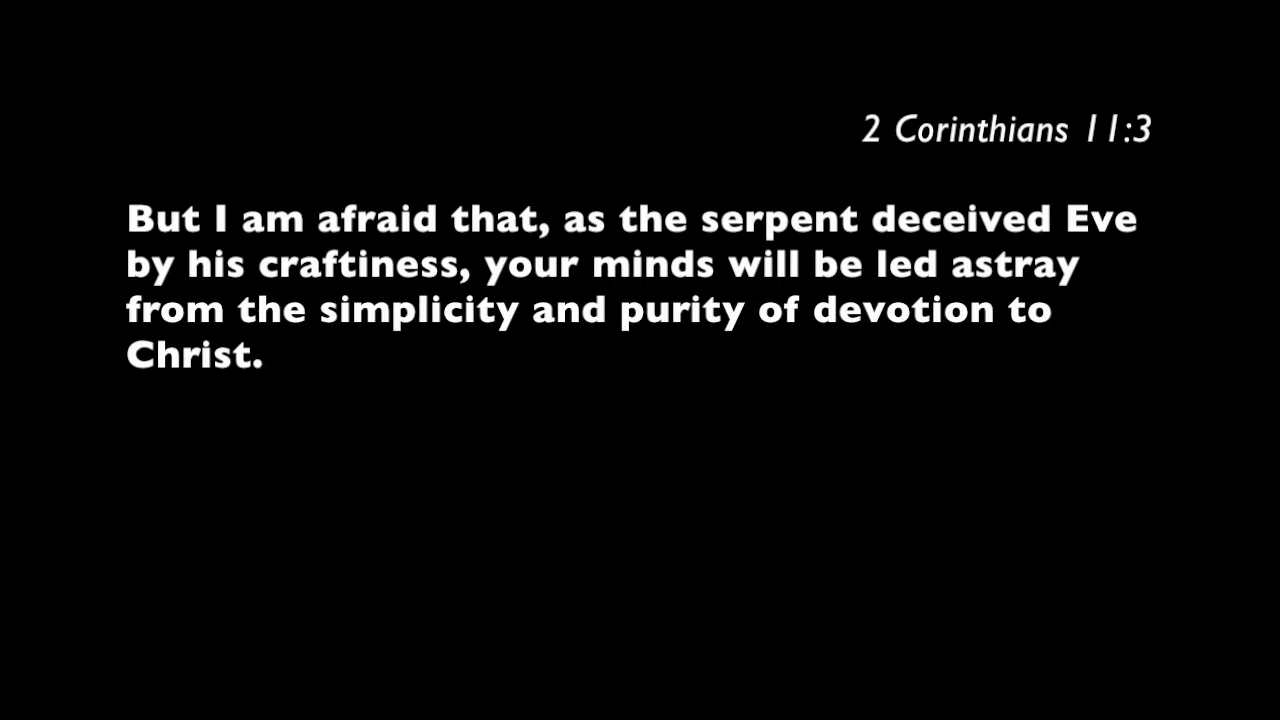 2 Corinthians 11:3
But I am afraid that, as the serpent deceived Eve
by his craftiness, your minds will be led astray
from the simplicity and purity of devotion to
Christ.